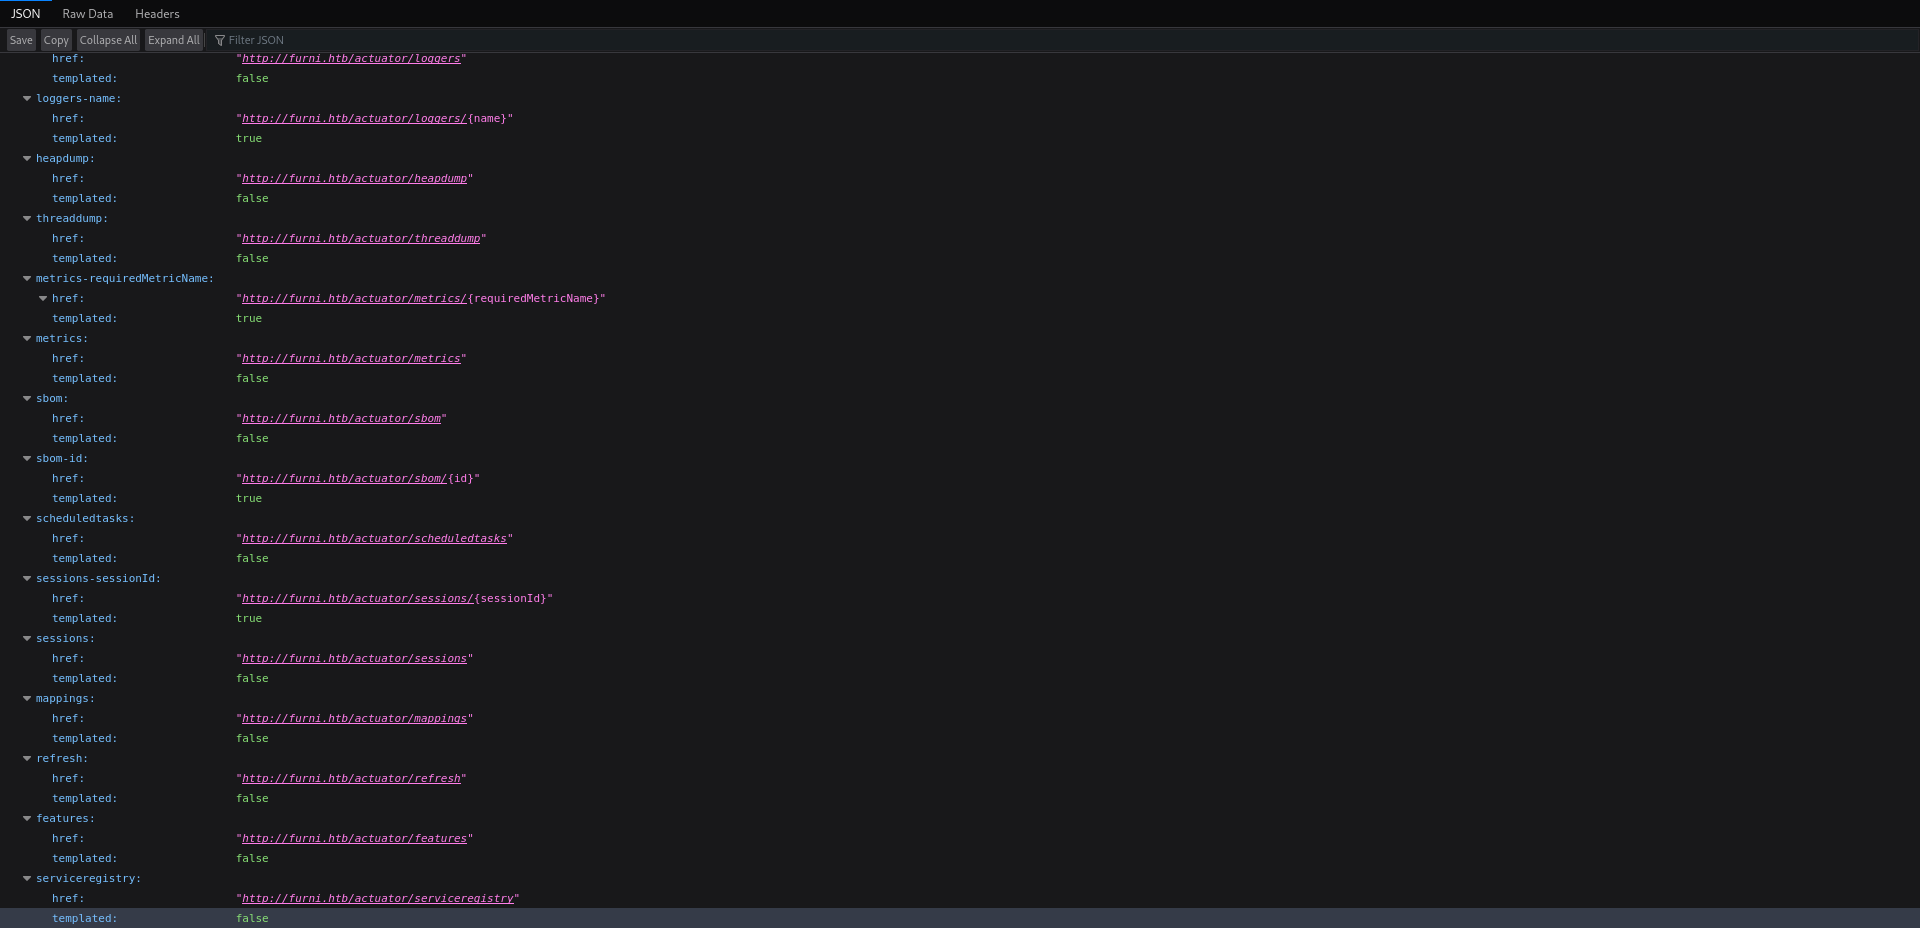 JSON Raw Data Headers
Save Copy Collapse All Expand All Filter JSON
href: "http://furni.htb/actuator/loggers"
templated: false
loggers-name:
href: "http://furni.htb/actuator/loggers/{name}"
templated: true
heapdump:
href: "http://furni.htb/actuator/heapdump"
templated: false
threaddump:
href: "http://furni.htb/actuator/threaddump"
templated: false
metrics-requiredMetricName:
href: "http://furni.htb/actuator/metrics/{requiredMetricName}"
templated: true
metrics:
href: "http://furni.htb/actuator/metrics"
templated: false
sbom:
href: "http://furni.htb/actuator/sbom"
templated: false
sbom-id:
href: "http://furni.htb/actuator/sbom/{id}"
templated: true
scheduledtasks:
href: "http://furni.htb/actuator/scheduledtasks"
templated: false
sessions-sessionId:
href: "http://furni.htb/actuator/sessions/{sessionId}"
templated: true
sessions:
href: "http://furni.htb/actuator/sessions"
templated: false
mappings:
href: "http://furni.htb/actuator/mappings"
templated: false
refresh:
href: "http://furni.htb/actuator/refresh"
templated: false
features:
href: "http://furni.htb/actuator/features"
templated: false
serviceregistry:
href: "http://furni.htb/actuator/serviceregistry"
templated: false